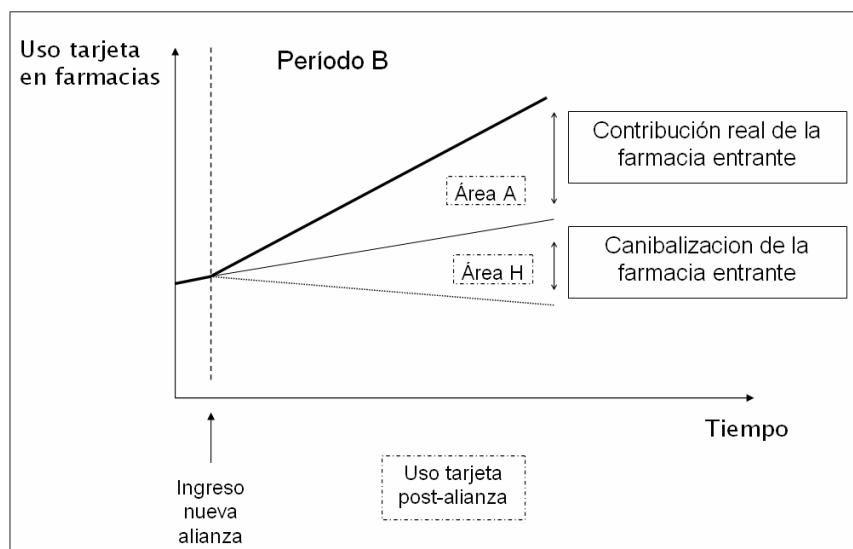 Uso tarjeta
en farmacias
Período B
Contribución real de la
farmacia entrante
Área A
Canibalizacion de la
farmacia entrante
Área H
Tiempo
Ingreso
nueva
alianza
Uso tarjeta
post-alianza